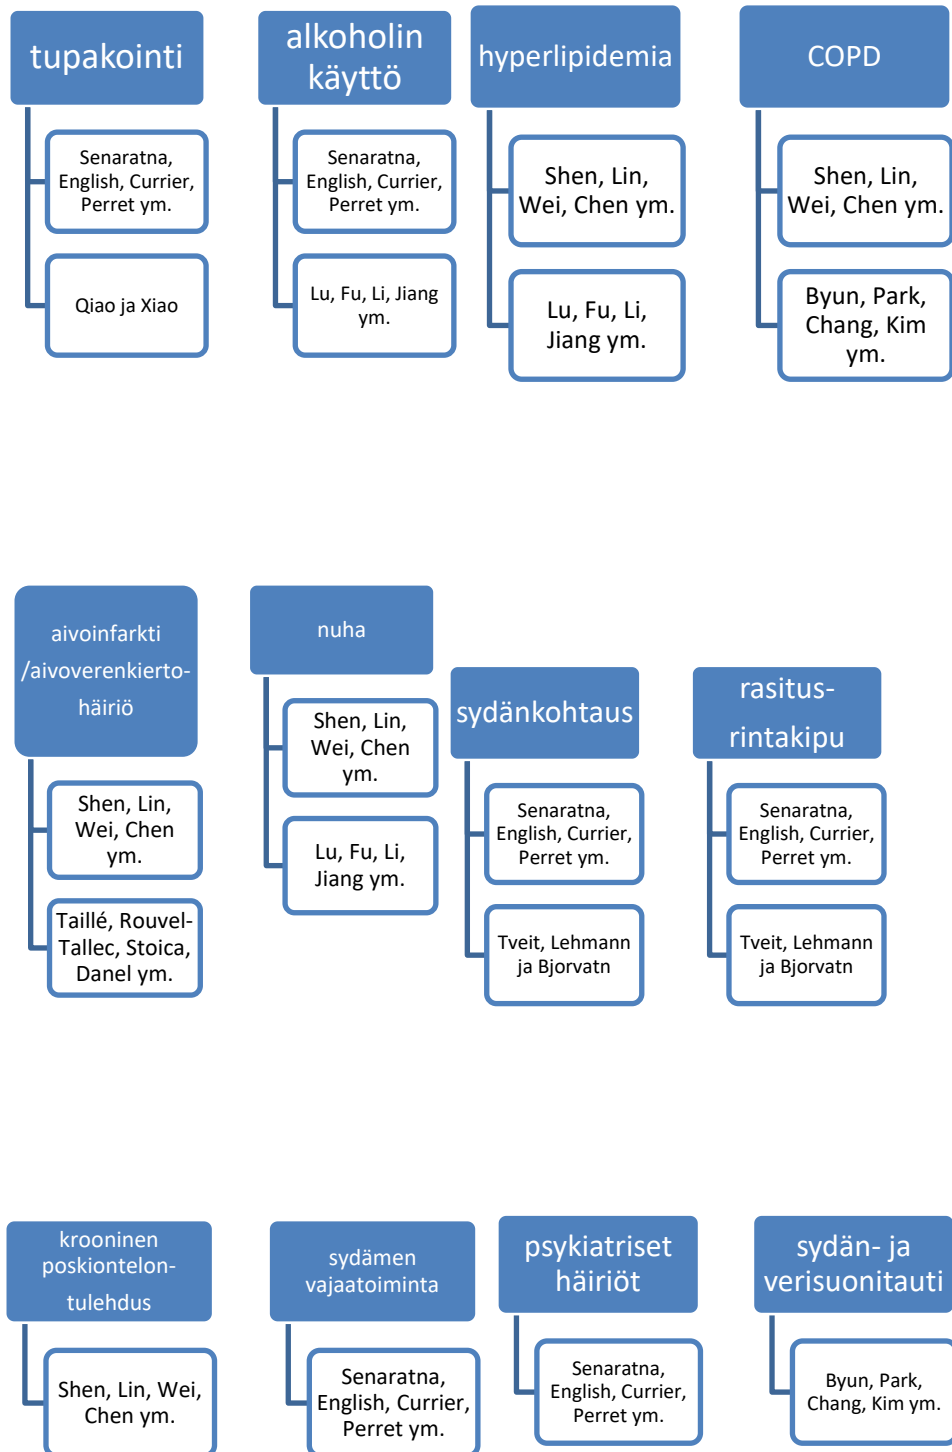 tupakointi
Senaratna,
English, Currier,
Perret ym.
Qiao ja Xiao
alkoholin
käyttö
Senaratna,
English, Currier,
Perret ym.
Lu, Fu, Li, Jiang
ym.
hyperlipidemia
Shen, Lin,
Wei, Chen ym.
Lu, Fu, Li,
Jiang ym.
COPD
Shen, Lin,
Wei, Chen ym.
Byun, Park,
Chang, Kim
ym.
aivoinfarkti
/aivoverenkierto-
häiriö
Shen, Lin,
Wei, Chen
ym.
Taillé, Rouvel-
Tallec, Stoica,
Danel ym.
nuha
Shen, Lin,
Wei, Chen
ym.
Lu, Fu, Li,
Jiang ym.
sydänkohtaus
Senaratna,
English, Currier,
Perret ym.
Tveit, Lehmann
ja Bjorvatn
rasitus-
rintakipu
Senaratna,
English, Currier,
Perret ym.
Tveit, Lehmann
ja Bjorvatn
krooninen
poskiontelon-
tulehdus
Shen, Lin, Wei,
Chen ym.
sydämen
vajaatoiminta
Senaratna,
English, Currier,
Perret ym.
psykiatriset
häiriöt
Senaratna,
English, Currier,
Perret ym.
sydän- ja
verisuonitauti
Byun, Park,
Chang, Kim ym.